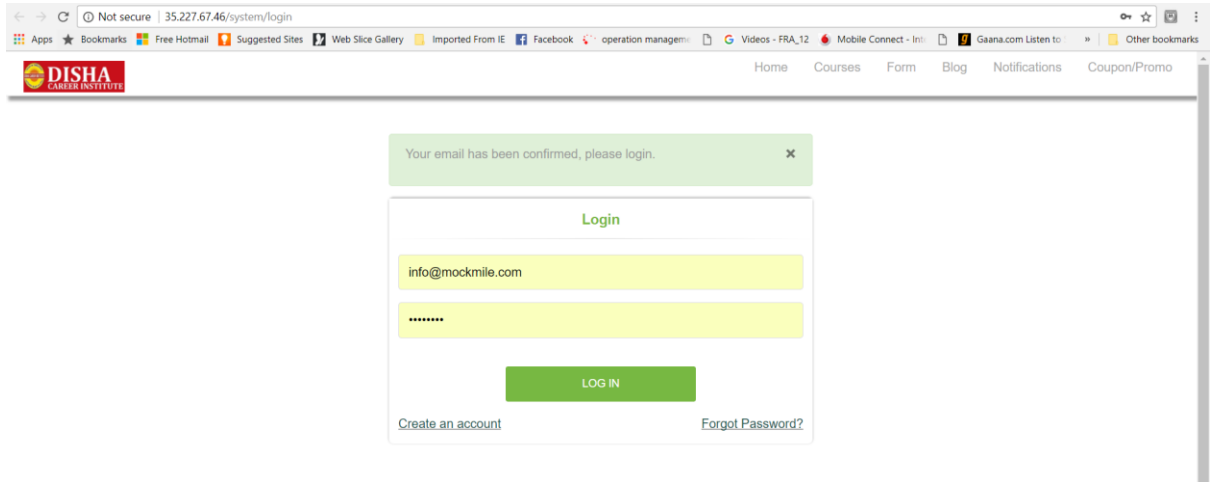 Not secure | 35.227.67.46/system/login
Apps Bookmarks Free Hotmail Suggested Sites Web Slice Gallery Imported From IE Facebook operation manageme Videos - FRA_12 Mobile Connect - Int Gaana.com Listen to » Other bookmarks
DISHA
CAREER INSTITUTE
Home Courses Form Blog Notifications Coupon/Promo
Your email has been confirmed, please login. ×
Login
info@mockmile.com
••••••••
LOG IN
Create an account Forgot Password?